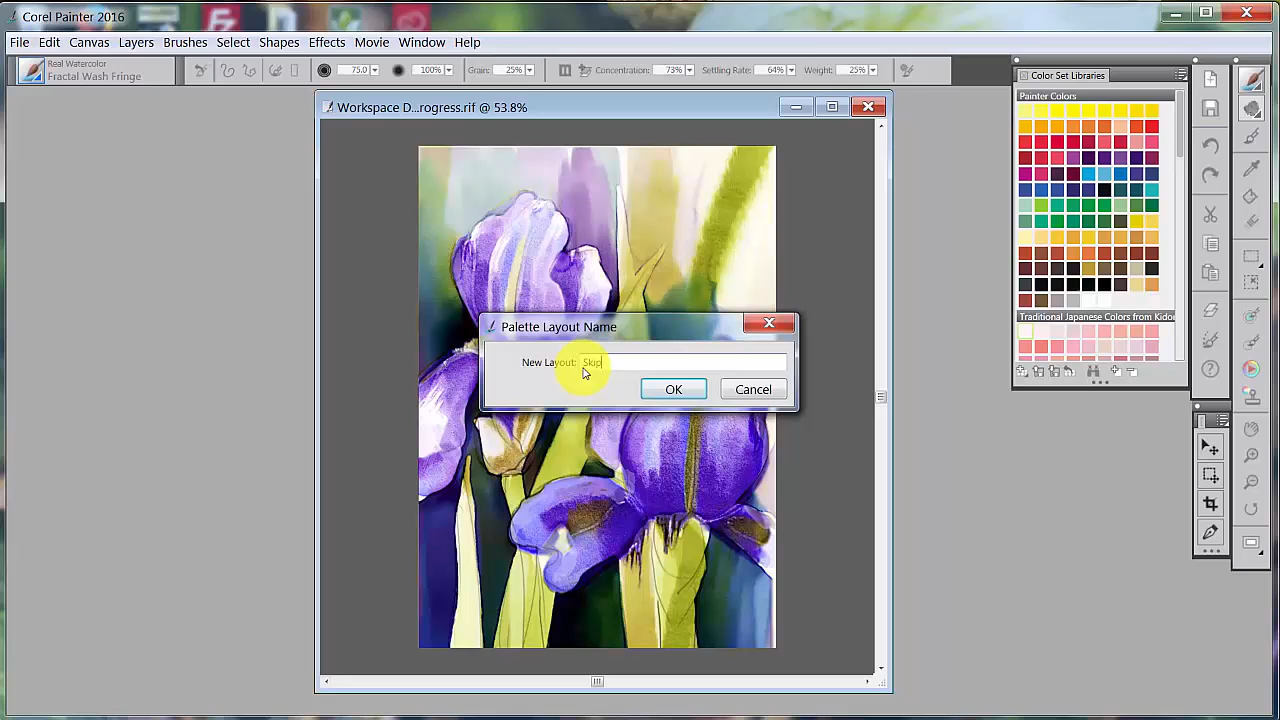 Corel Painter 2016
File Edit Canvas Layers Brushes Select Shapes Effects Movie Window Help
Real Watercolor
Fractal Wash Fringe
75.0 100% Grain: 25% Concentration: 73% Settling Rate: 64% Weight: 25%
Color Set Libraries
Painter Colors
Workspace D...rogress.rif @ 53.8%
Traditional Japanese Colors from Kido
Palette Layout Name
New Layout: Skip
OK Cancel